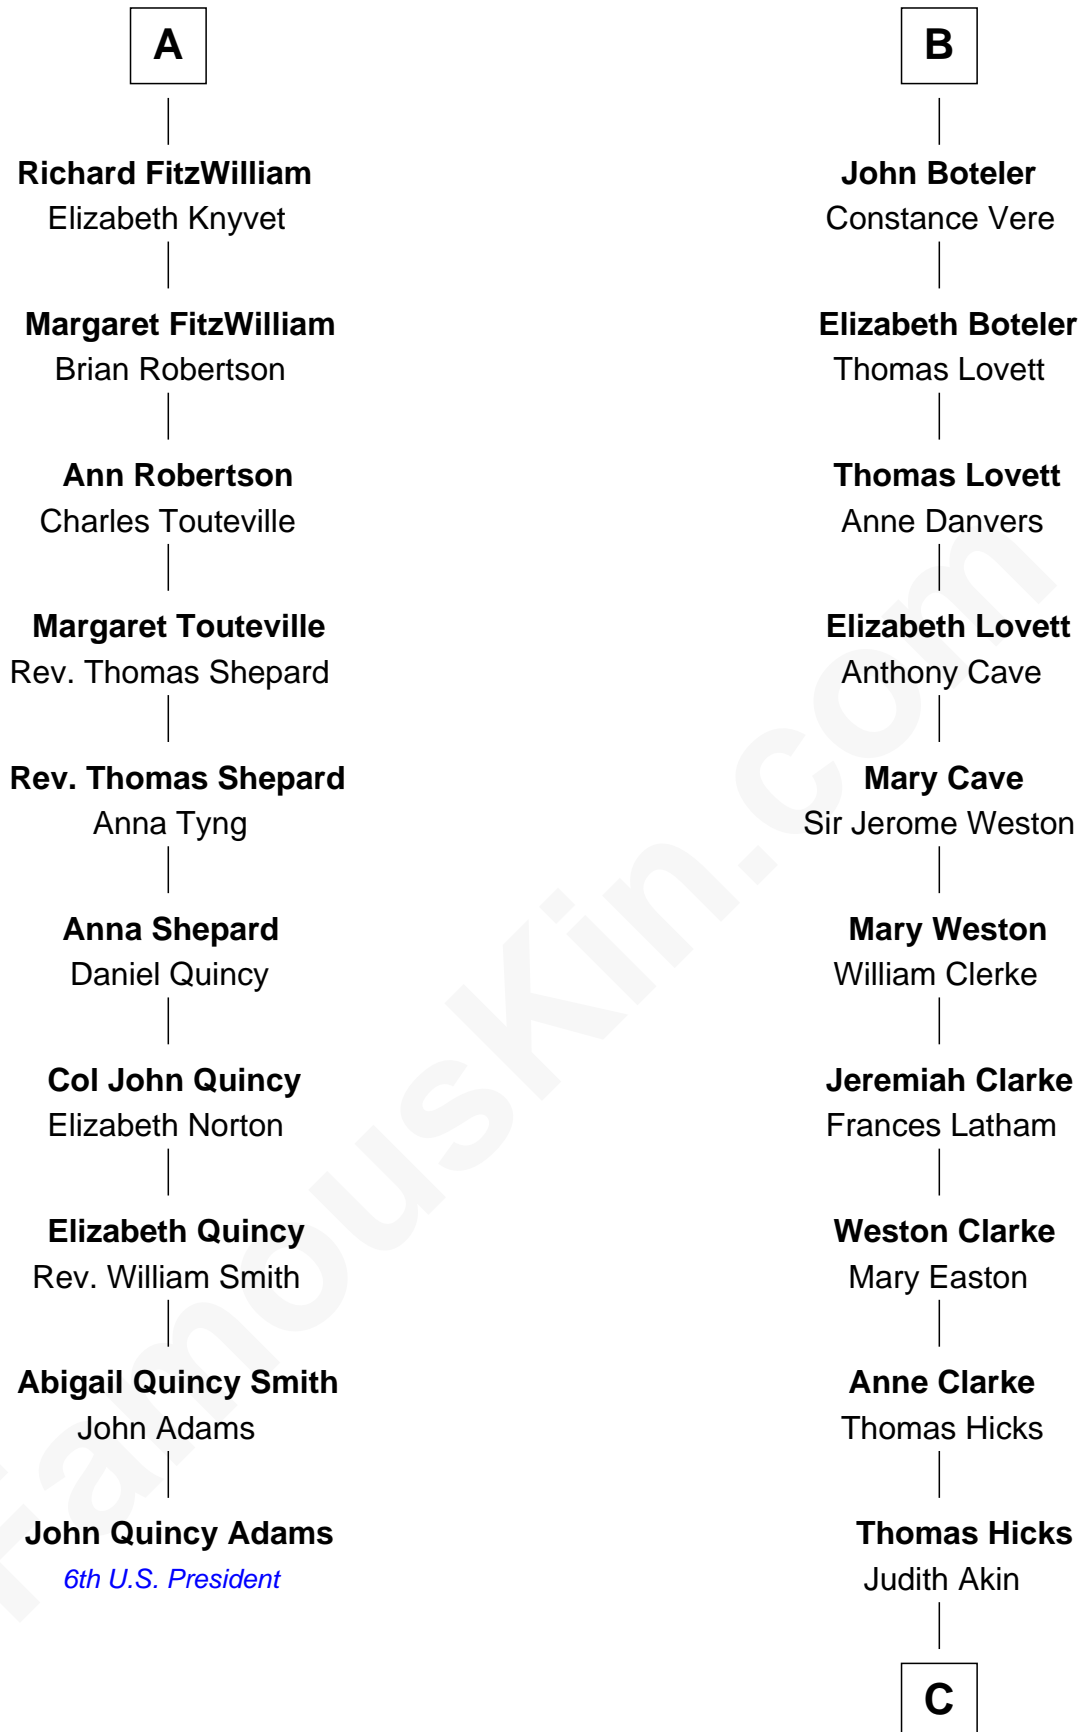 A
Richard FitzWilliam
Elizabeth Knyvet
Margaret FitzWilliam
Brian Robertson
Ann Robertson
Charles Touteville
Margaret Touteville
Rev. Thomas Shepard
Rev. Thomas Shepard
Anna Tyng
Anna Shepard
Daniel Quincy
Col John Quincy
Elizabeth Norton
Elizabeth Quincy
Rev. William Smith
Abigail Quincy Smith
John Adams
John Quincy Adams
6th U.S. President
B
John Boteler
Constance Vere
Elizabeth Boteler
Thomas Lovett
Thomas Lovett
Anne Danvers
Elizabeth Lovett
Anthony Cave
Mary Cave
Sir Jerome Weston
Mary Weston
William Clerke
Jeremiah Clarke
Frances Latham
Weston Clarke
Mary Easton
Anne Clarke
Thomas Hicks
Thomas Hicks
Judith Akin
C
FamousKin.com